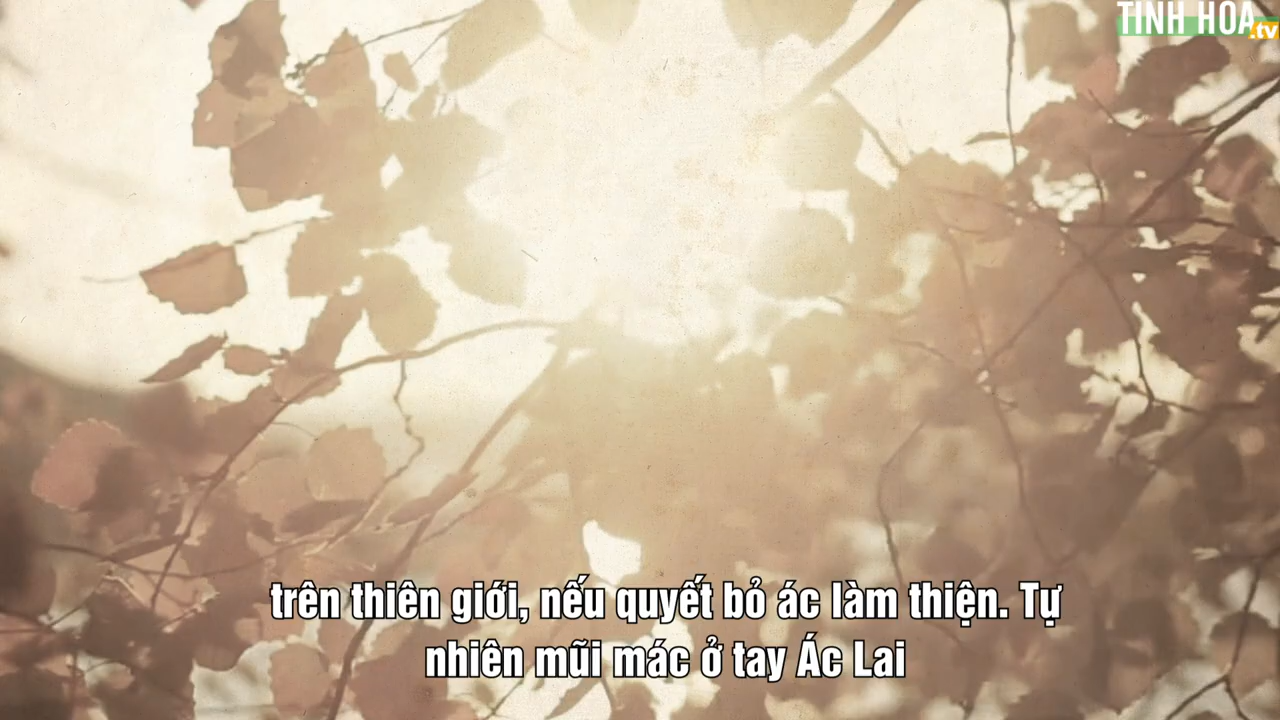 TINH HOA
.tv
trên thiên giới, nếu quyết bỏ ác làm thiện. Tự
nhiên mũi mác ở tay Ác Lai